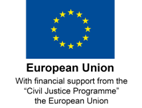 European Union
With financial support from the
“Civil Justice Programme”
the European Union